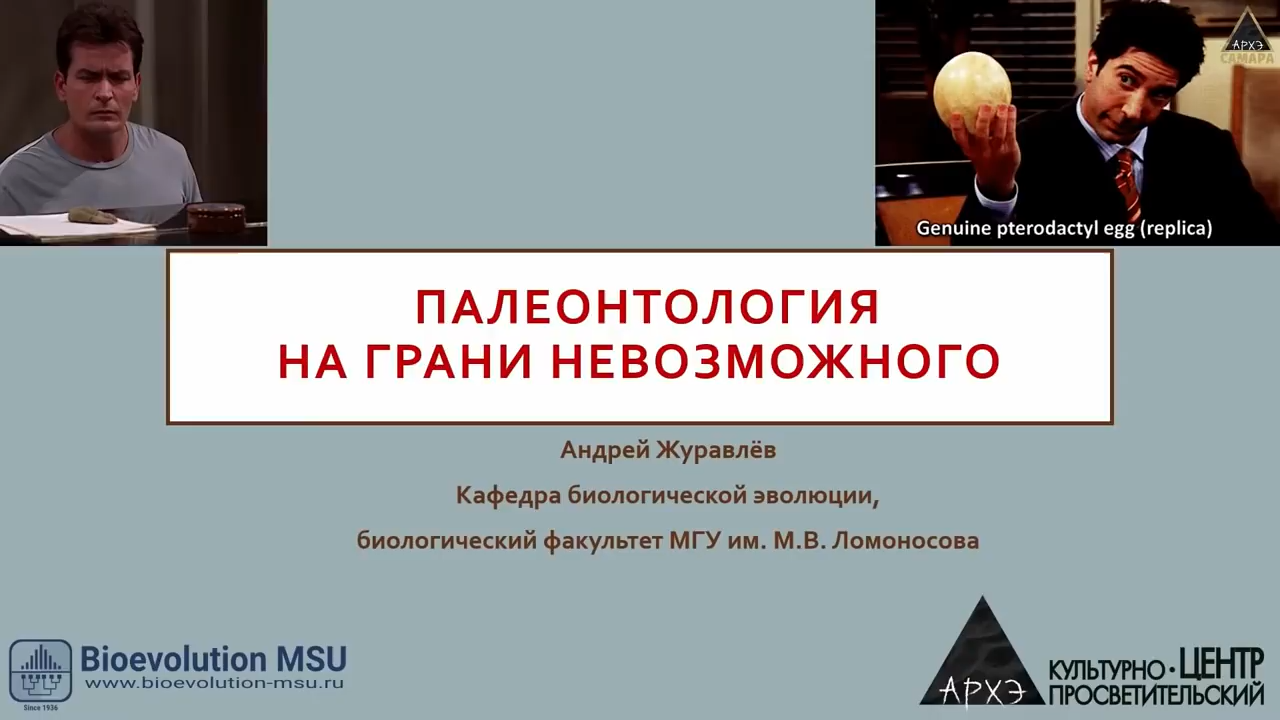 АРХЭ
САМАРА
Genuine pterodactyl egg (replica)
ПАЛЕОНТОЛОГИЯ
НА ГРАНИ НЕВОЗМОЖНОГО
Андрей Журавлёв
Кафедра биологической эволюции,
биологический факультет МГУ им. М.В. Ломоносова
Bioevolution MSU
www.bioevolution-msu.ru
Since 1936
АРХЭ
КУЛЬТУРНО · ЦЕНТР
ПРОСВЕТИТЕЛЬСКИЙ